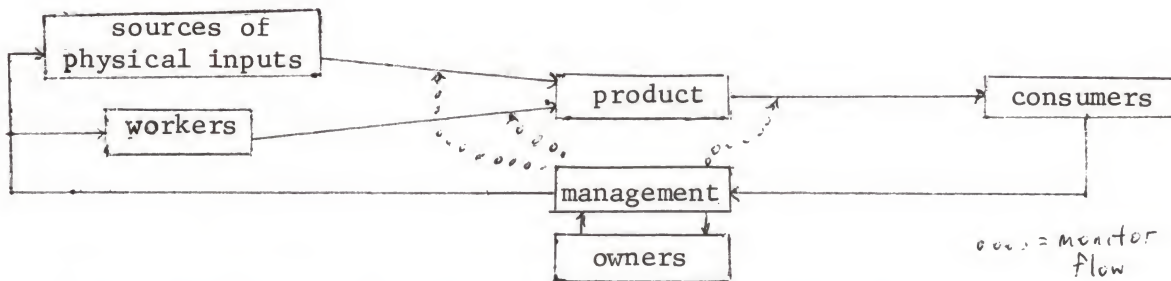 sources of
physical inputs
product
consumers
workers
management
owners
= monitor
flow